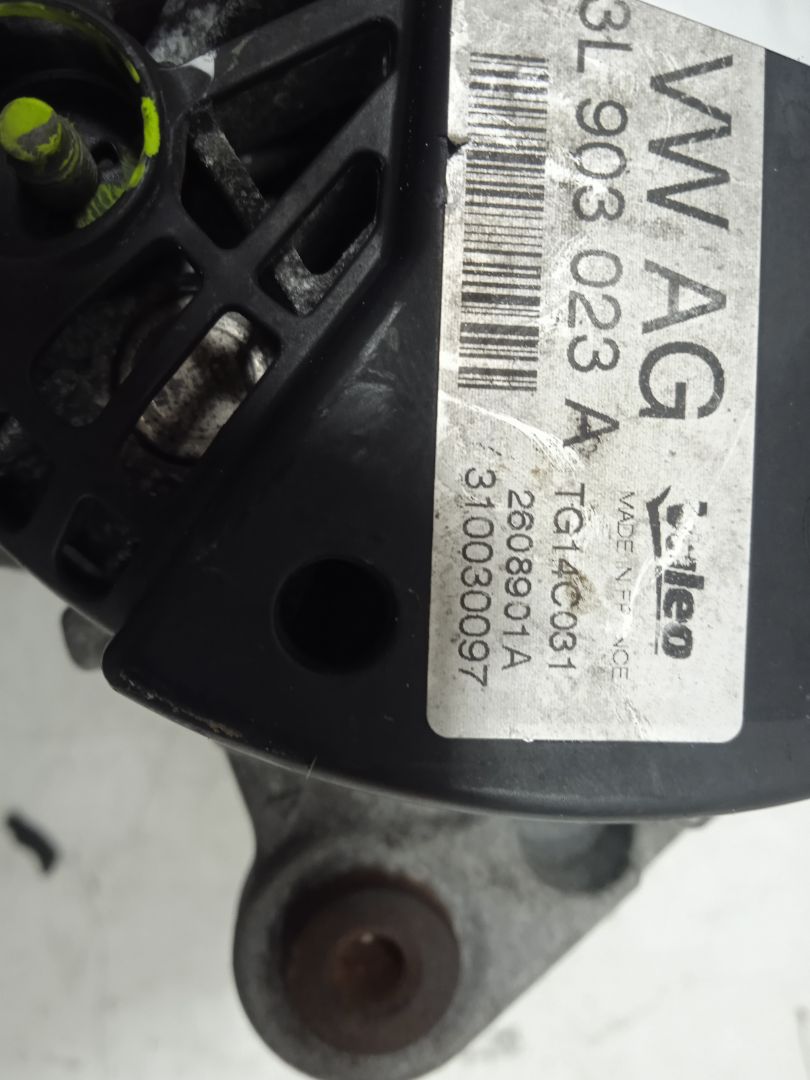 VW AG
3L 903 023 A
Valeo
MADE IN FRANCE
TG14C031
2608901A
310030097